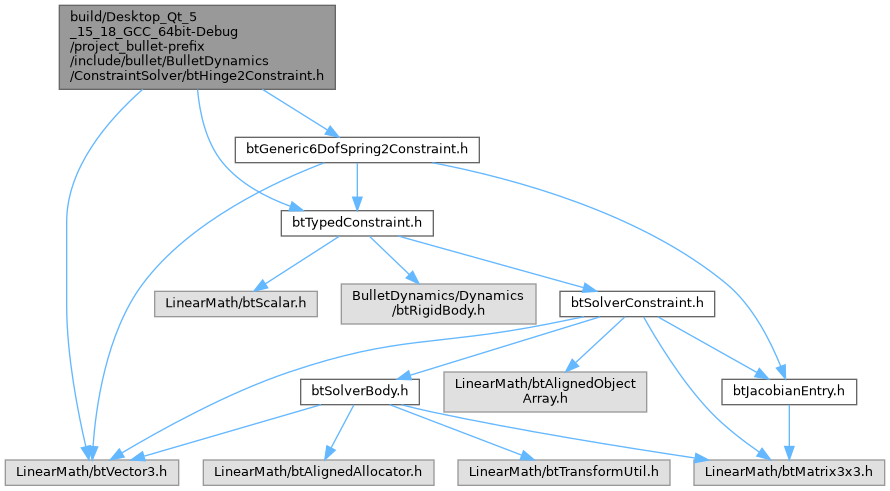 build/Desktop_Qt_5
_15_18_GCC_64bit-Debug
/project_bullet-prefix
/include/bullet/BulletDynamics
/ConstraintSolver/btHinge2Constraint.h
btGeneric6DofSpring2Constraint.h
btTypedConstraint.h
LinearMath/btScalar.h
BulletDynamics/Dynamics
/btRigidBody.h
btSolverConstraint.h
btSolverBody.h
LinearMath/btAlignedObject
Array.h
btJacobianEntry.h
LinearMath/btVector3.h
LinearMath/btAlignedAllocator.h
LinearMath/btTransformUtil.h
LinearMath/btMatrix3x3.h